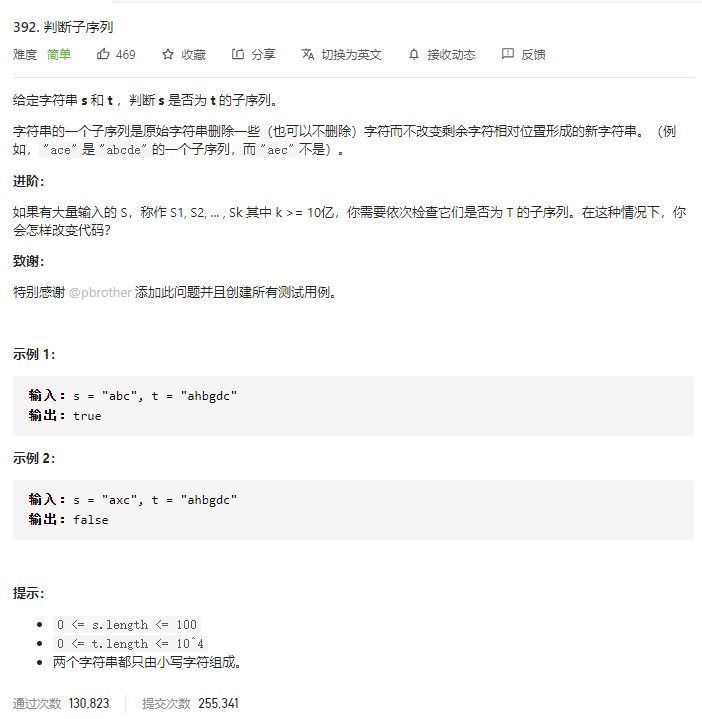 392. 判断子序列
难度 简单 469 收藏 分享 切换为英文 接收动态 反馈
给定字符串 s 和 t ，判断 s 是否为 t 的子序列。
字符串的一个子序列是原始字符串删除一些（也可以不删除）字符而不改变剩余字符相对位置形成的新字符串。（例
如，"ace"是"abcde"的一个子序列，而"aec"不是）。
进阶：
如果有大量输入的 S，称作 S1, S2, ... , Sk 其中 k >= 10亿，你需要依次检查它们是否为 T 的子序列。在这种情况下，你
会怎样改变代码？
致谢：
特别感谢 @pbrother 添加此问题并且创建所有测试用例。
示例 1：
输入：s = "abc", t = "ahbgdc"
输出：true
示例 2：
输入：s = "axc", t = "ahbgdc"
输出：false
提示：
0 <= s.length <= 100
0 <= t.length <= 10^4
两个字符串都只由小写字符组成。
通过次数 130,823 提交次数 255,341